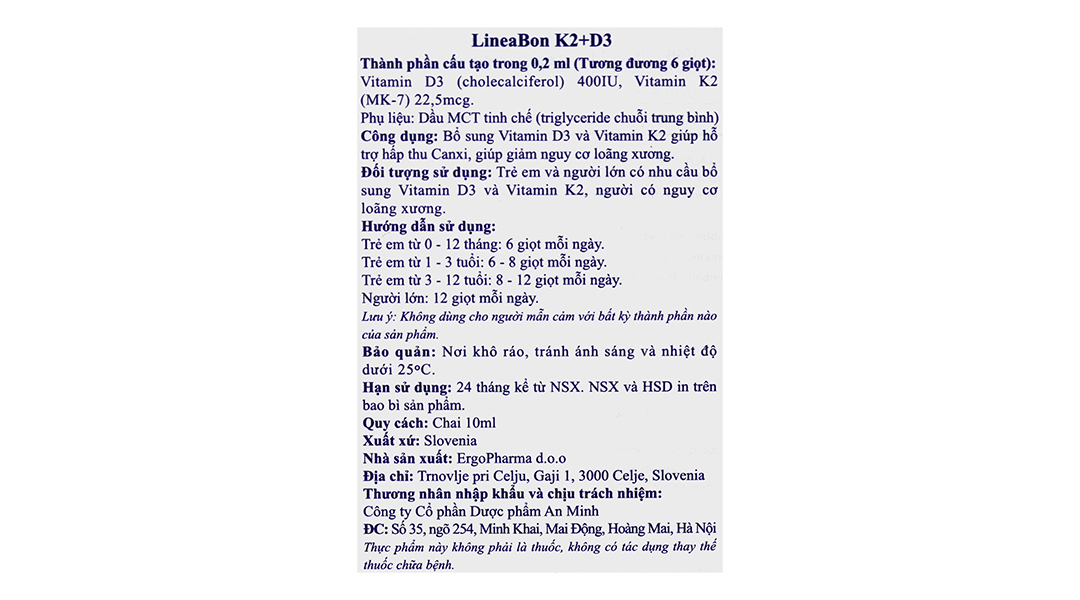 LineaBon K2+D3
Thành phần cấu tạo trong 0,2 ml (Tương đương 6 giọt):
Vitamin D3 (cholecalciferol) 400IU, Vitamin K2
(MK-7) 22,5mcg.
Phụ liệu: Dầu MCT tinh chế (triglyceride chuỗi trung bình)
Công dụng: Bổ sung Vitamin D3 và Vitamin K2 giúp hỗ
trợ hấp thu Canxi, giúp giảm nguy cơ loãng xương.
Đối tượng sử dụng: Trẻ em và người lớn có nhu cầu bổ
sung Vitamin D3 và Vitamin K2, người có nguy cơ
loãng xương.
Hướng dẫn sử dụng:
Trẻ em từ 0 - 12 tháng: 6 giọt mỗi ngày.
Trẻ em từ 1 - 3 tuổi: 6 - 8 giọt mỗi ngày.
Trẻ em từ 3 - 12 tuổi: 8 - 12 giọt mỗi ngày.
Người lớn: 12 giọt mỗi ngày.
Lưu ý: Không dùng cho người mẫn cảm với bất kỳ thành phần nào
của sản phẩm.
Bảo quản: Nơi khô ráo, tránh ánh sáng và nhiệt độ
dưới 25ºC.
Hạn sử dụng: 24 tháng kể từ NSX. NSX và HSD in trên
bao bì sản phẩm.
Quy cách: Chai 10ml
Xuất xứ: Slovenia
Nhà sản xuất: ErgoPharma d.o.o
Địa chỉ: Trnovlje pri Celju, Gaji 1, 3000 Celje, Slovenia
Thương nhân nhập khẩu và chịu trách nhiệm:
Công ty Cổ phần Dược phẩm An Minh
ĐC: Số 35, ngõ 254, Minh Khai, Mai Động, Hoàng Mai, Hà Nội
Thực phẩm này không phải là thuốc, không có tác dụng thay thế
thuốc chữa bệnh.